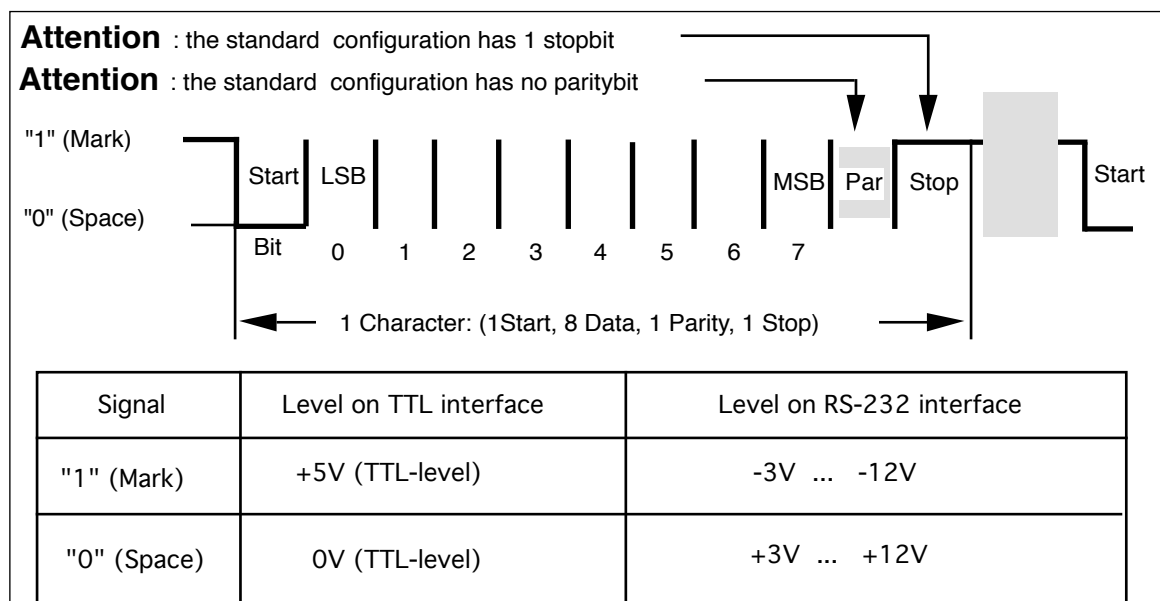 Attention : the standard configuration has 1 stopbit
Attention : the standard configuration has no paritybit
"1" (Mark)
Start LSB MSB Par Stop Start
"0" (Space)
Bit 0 1 2 3 4 5 6 7
1 Character: (1Start, 8 Data, 1 Parity, 1 Stop)
Signal Level on TTL interface Level on RS-232 interface
"1" (Mark) +5V (TTL-level) -3V ... -12V
"0" (Space) 0V (TTL-level) +3V ... +12V